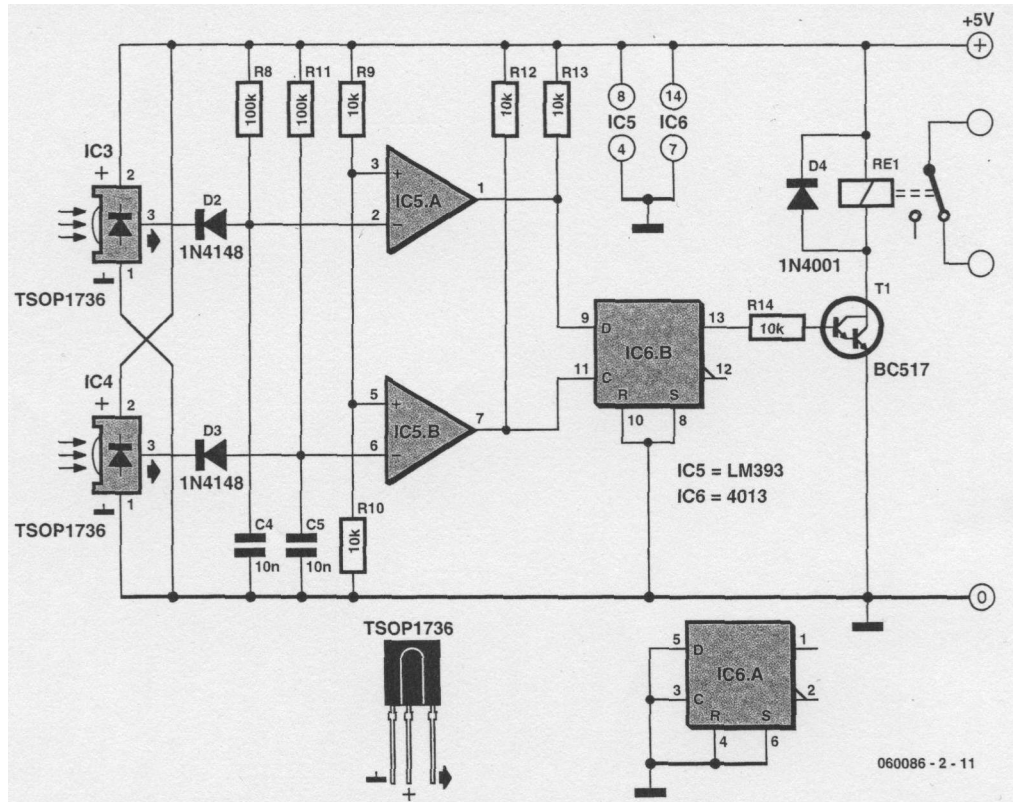 +5V
+
R8
100k
R11
100k
R9
10k
R12
10k
R13
10k
8
IC5
4
14
IC6
7
D4
1N4001
RE1
IC3
+
2
3
1
TSOP1736
D2
1N4148
3
+
2
–
IC5.A
1
T1
BC517
R14
10k
9
D
11
C
IC6.B
R
S
10
8
13
12
IC4
+
2
3
1
TSOP1736
D3
1N4148
5
+
6
–
IC5.B
7
IC5 = LM393
IC6 = 4013
C4
10n
C5
10n
R10
10k
0
TSOP1736
+
5
D
3
C
IC6.A
R
S
4
6
1
2
060086 - 2 - 11